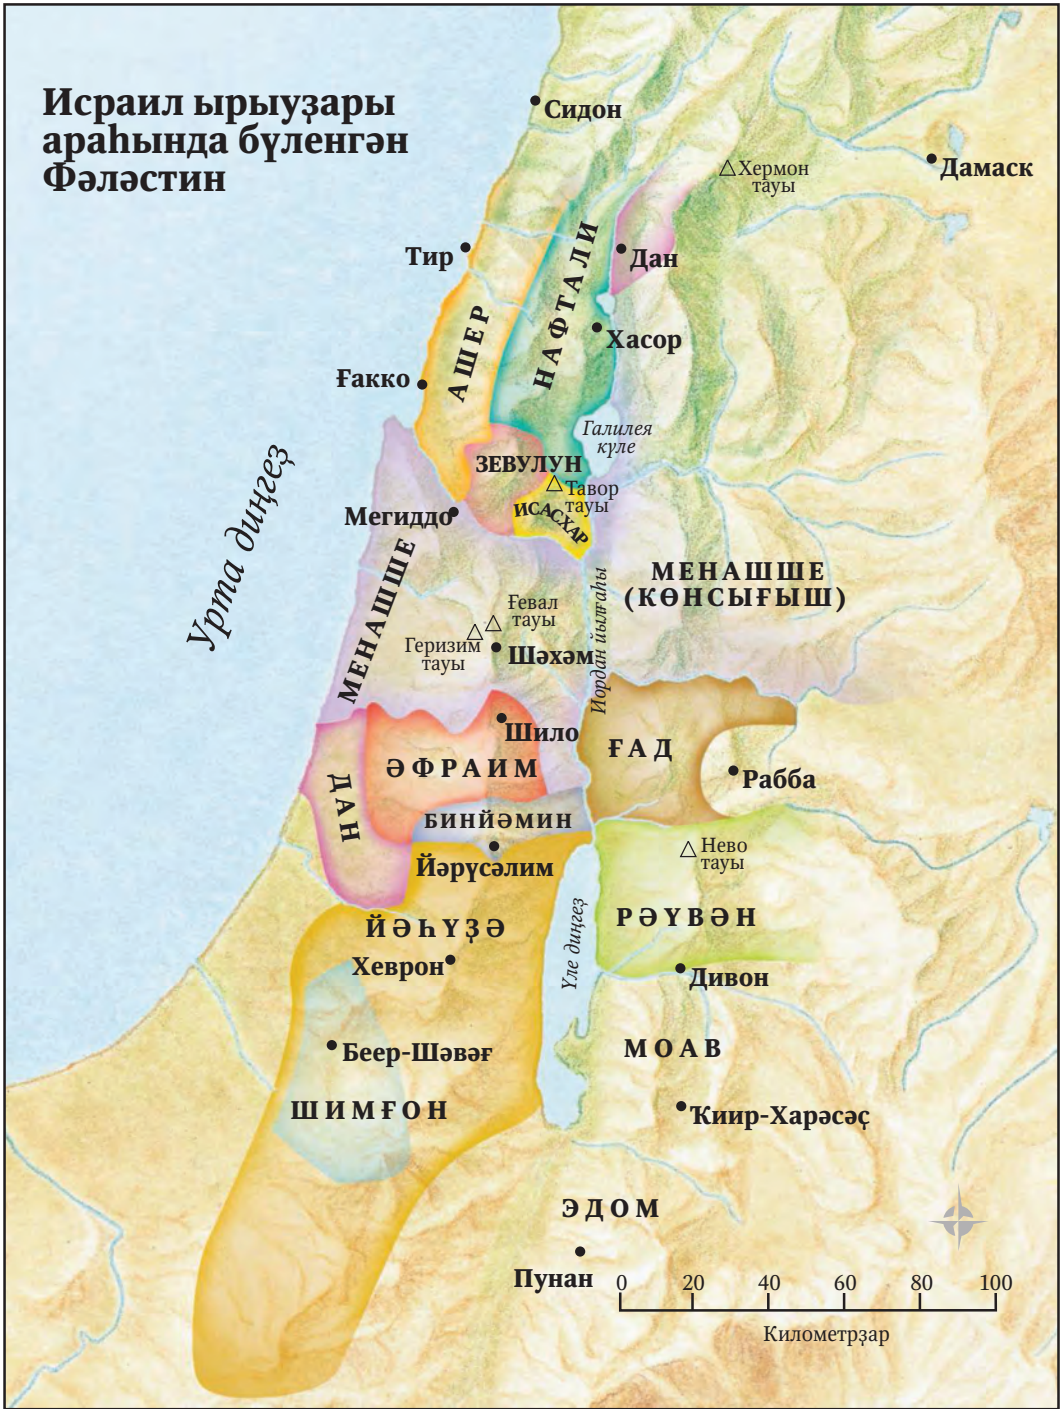 Исраил ырыуҙары
араһында бүленгән
Фәләстин
Сидон
Дамаск
Хермон
тауы
Тир
Дан
НАФТАЛИ
АШЕР
Хасор
Ғакко
Галилея
күле
ЗЕВУЛУН
Тавор
тауы
ИСАСХАР
Мегиддо
Урта диңгеҙ
МЕНАШШЕ
(КӨНСЫҒЫШ)
МЕНАШШЕ
Ғевал
тауы
Геризим
тауы
Шәхәм
Иордан йылғаһы
Шило
ҒАД
ӘФРАИМ
Рабба
ДАН
БИНЙӘМИН
Нево
тауы
Йәрүсәлим
РӘҮВӘН
ЙӘҺҮҘӘ
Хеврон
Үле диңгеҙ
Дивон
Беер-Шәвәғ
МОАВ
ШИМҒОН
Ҡиир-Харәсәҫ
ЭДОМ
Пунан
0 20 40 60 80 100
Километрҙар